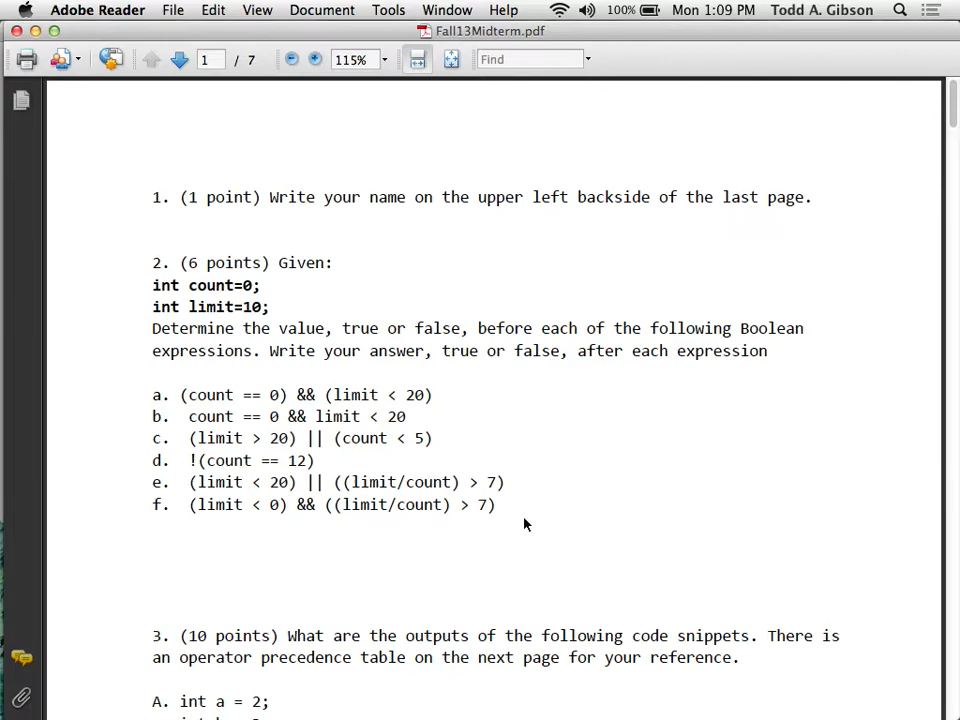 Adobe Reader File Edit View Document Tools Window Help 100% Mon 1:09 PM Todd A. Gibson
Fall13Midterm.pdf
1 / 7 115% Find
1. (1 point) Write your name on the upper left backside of the last page.
2. (6 points) Given:
int count=0;
int limit=10;
Determine the value, true or false, before each of the following Boolean
expressions. Write your answer, true or false, after each expression
a. (count == 0) && (limit < 20)
b. count == 0 && limit < 20
c. (limit > 20) || (count < 5)
d. !(count == 12)
e. (limit < 20) || ((limit/count) > 7)
f. (limit < 0) && ((limit/count) > 7)
3. (10 points) What are the outputs of the following code snippets. There is
an operator precedence table on the next page for your reference.
A. int a = 2;